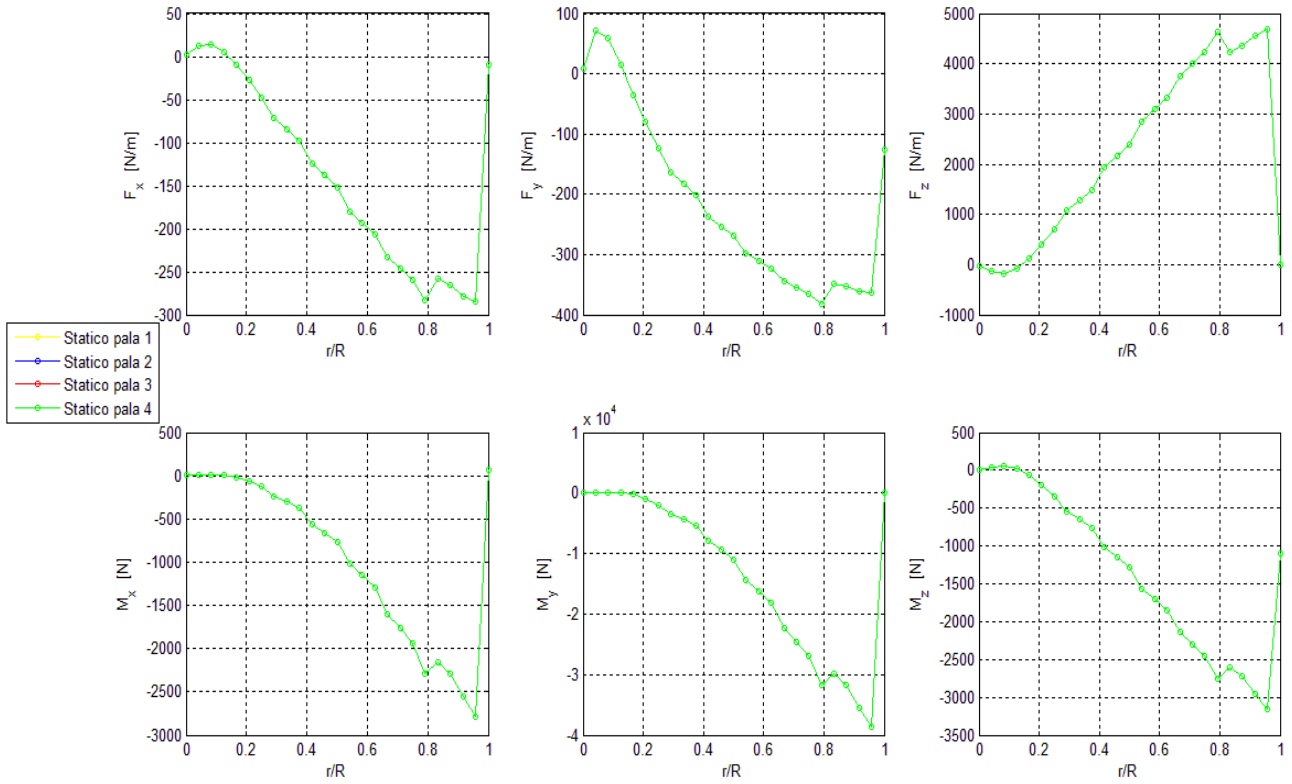 50
0
-50
-100
-150
-200
-250
-300
0 0.2 0.4 0.6 0.8 1
F_x [N/m]
r/R
100
0
-100
-200
-300
-400
0 0.2 0.4 0.6 0.8 1
F_y [N/m]
r/R
5000
4000
3000
2000
1000
0
-1000
0 0.2 0.4 0.6 0.8 1
F_z [N/m]
r/R
Statico pala 1
Statico pala 2
Statico pala 3
Statico pala 4
500
0
-500
-1000
-1500
-2000
-2500
-3000
0 0.2 0.4 0.6 0.8 1
M_x [N]
r/R
x 10^4
1
0
-1
-2
-3
-4
0 0.2 0.4 0.6 0.8 1
M_y [N]
r/R
500
0
-500
-1000
-1500
-2000
-2500
-3000
-3500
0 0.2 0.4 0.6 0.8 1
M_z [N]
r/R